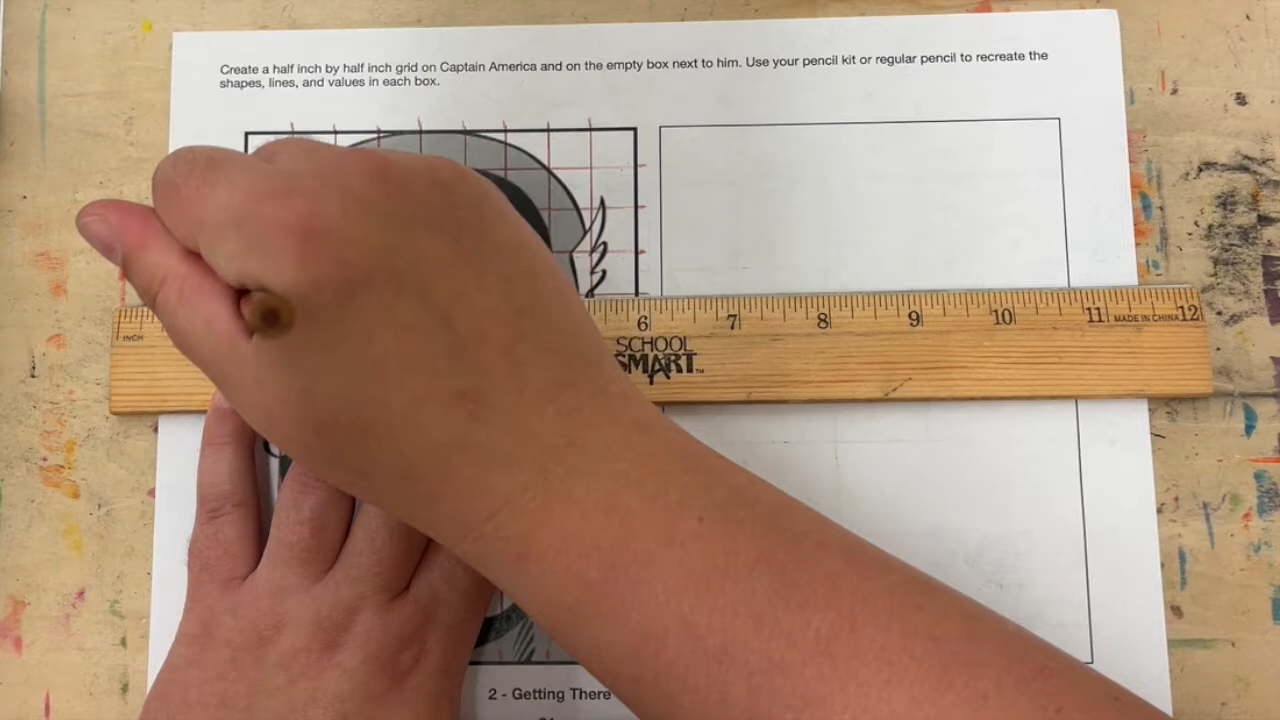 Create a half inch by half inch grid on Captain America and on the empty box next to him. Use your pencil kit or regular pencil to recreate the
shapes, lines, and values in each box.
INCH
6 7 8 9 10 11 MADE IN CHINA 12
SCHOOL
SMART™
2 - Getting There